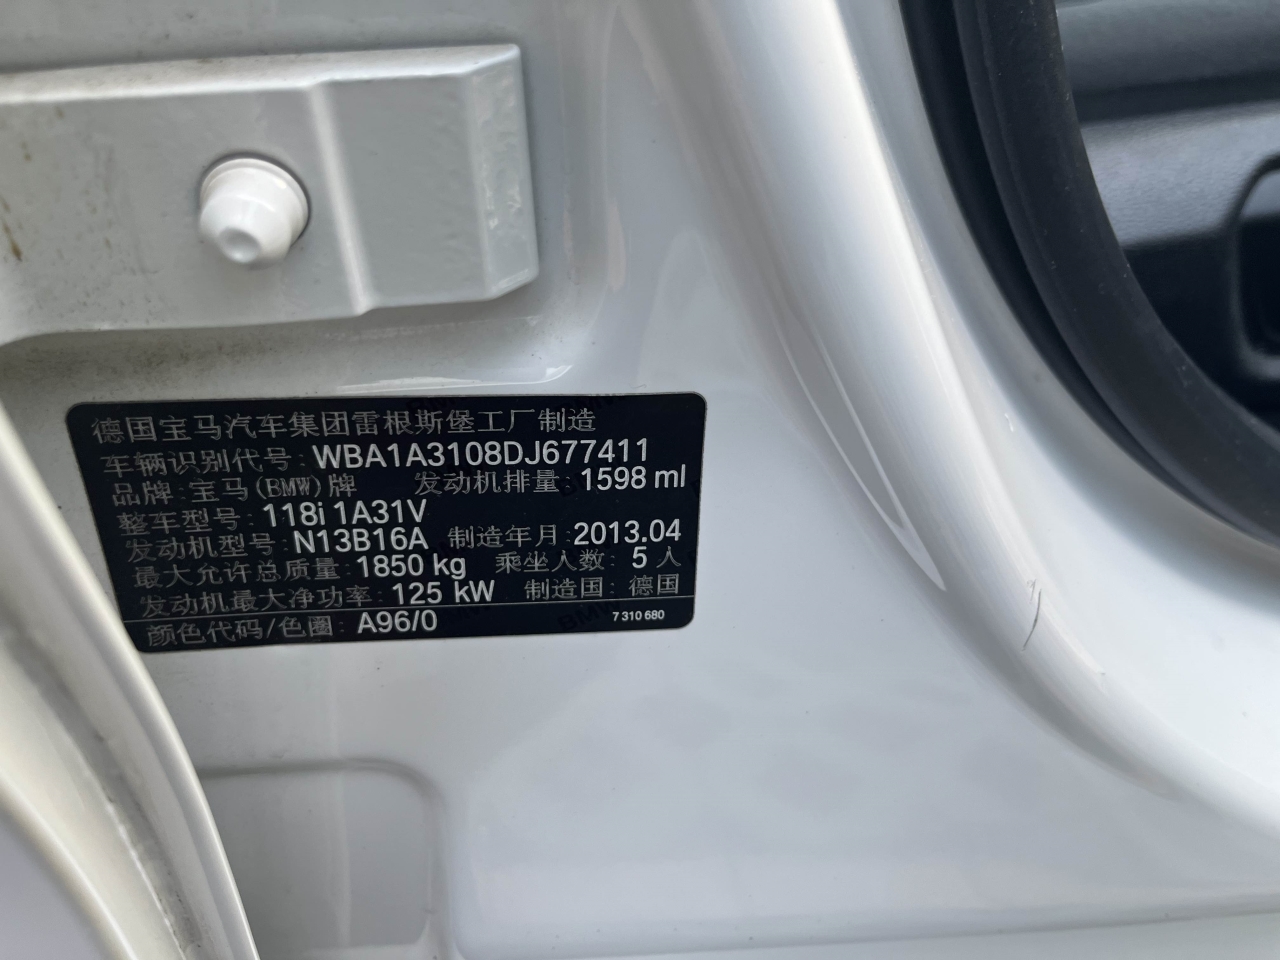 德国宝马汽车集团雷根斯堡工厂制造
车辆识别代号: WBA1A3108DJ677411
品牌: 宝马(BMW)牌 发动机排量: 1598 ml
整车型号: 118i 1A31V
发动机型号: N13B16A 制造年月: 2013.04
最大允许总质量: 1850 kg 乘坐人数: 5 人
发动机最大净功率: 125 kW 制造国: 德国
颜色代码/色圈: A96/0 7 310 680